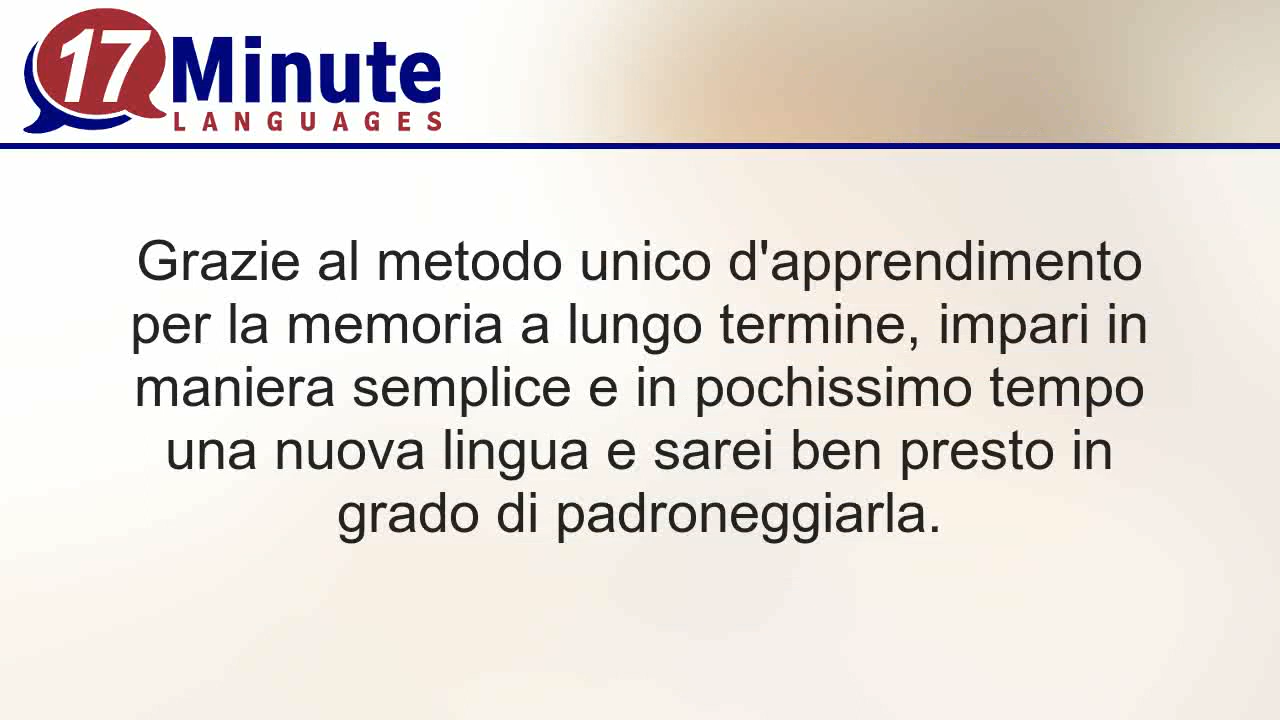 17 Minute
LANGUAGES
Grazie al metodo unico d'apprendimento
per la memoria a lungo termine, impari in
maniera semplice e in pochissimo tempo
una nuova lingua e sarei ben presto in
grado di padroneggiarla.